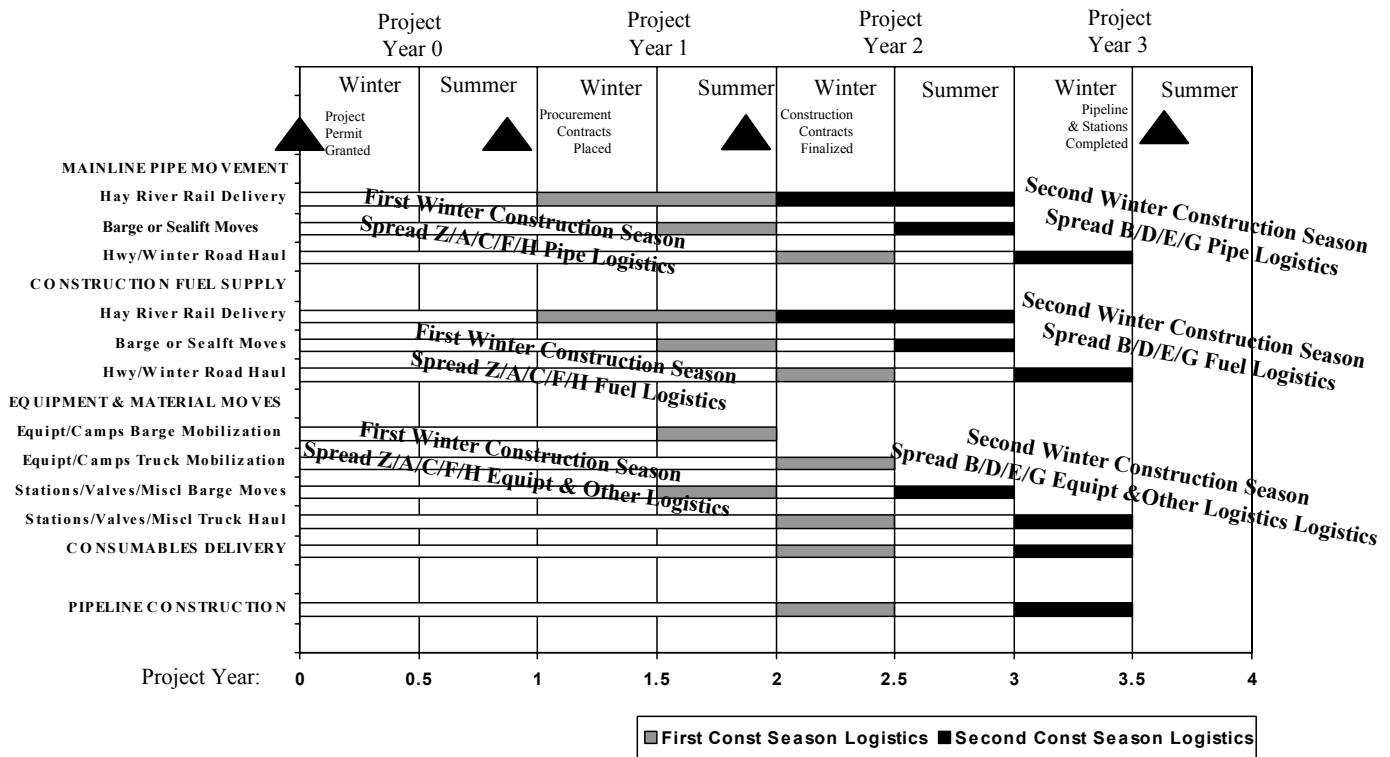 Project
Year 0
Project
Year 1
Project
Year 2
Project
Year 3
Winter
Summer
Winter
Summer
Winter
Summer
Winter
Summer
Project
Permit
Granted
Procurement
Contracts
Placed
Construction
Contracts
Finalized
Pipeline
& Stations
Completed
MAINLINE PIPE MOVEMENT
Hay River Rail Delivery
Barge or Sealift Moves
Hwy/Winter Road Haul
First Winter Construction Season
Spread Z/A/C/F/H Pipe Logistics
Second Winter Construction Season
Spread B/D/E/G Pipe Logistics
CONSTRUCTION FUEL SUPPLY
Hay River Rail Delivery
Barge or Sealft Moves
Hwy/Winter Road Haul
First Winter Construction Season
Spread Z/A/C/F/H Fuel Logistics
Second Winter Construction Season
Spread B/D/E/G Fuel Logistics
EQUIPMENT & MATERIAL MOVES
Equipt/Camps Barge Mobilization
Equipt/Camps Truck Mobilization
Stations/Valves/Miscl Barge Moves
Stations/Valves/Miscl Truck Haul
First Winter Construction Season
Spread Z/A/C/F/H Equipt & Other Logistics
Second Winter Construction Season
Spread B/D/E/G Equipt &Other Logistics Logistics
CONSUMABLES DELIVERY
PIPELINE CONSTRUCTION
Project Year:
0 0.5 1 1.5 2 2.5 3 3.5 4
First Const Season Logistics Second Const Season Logistics